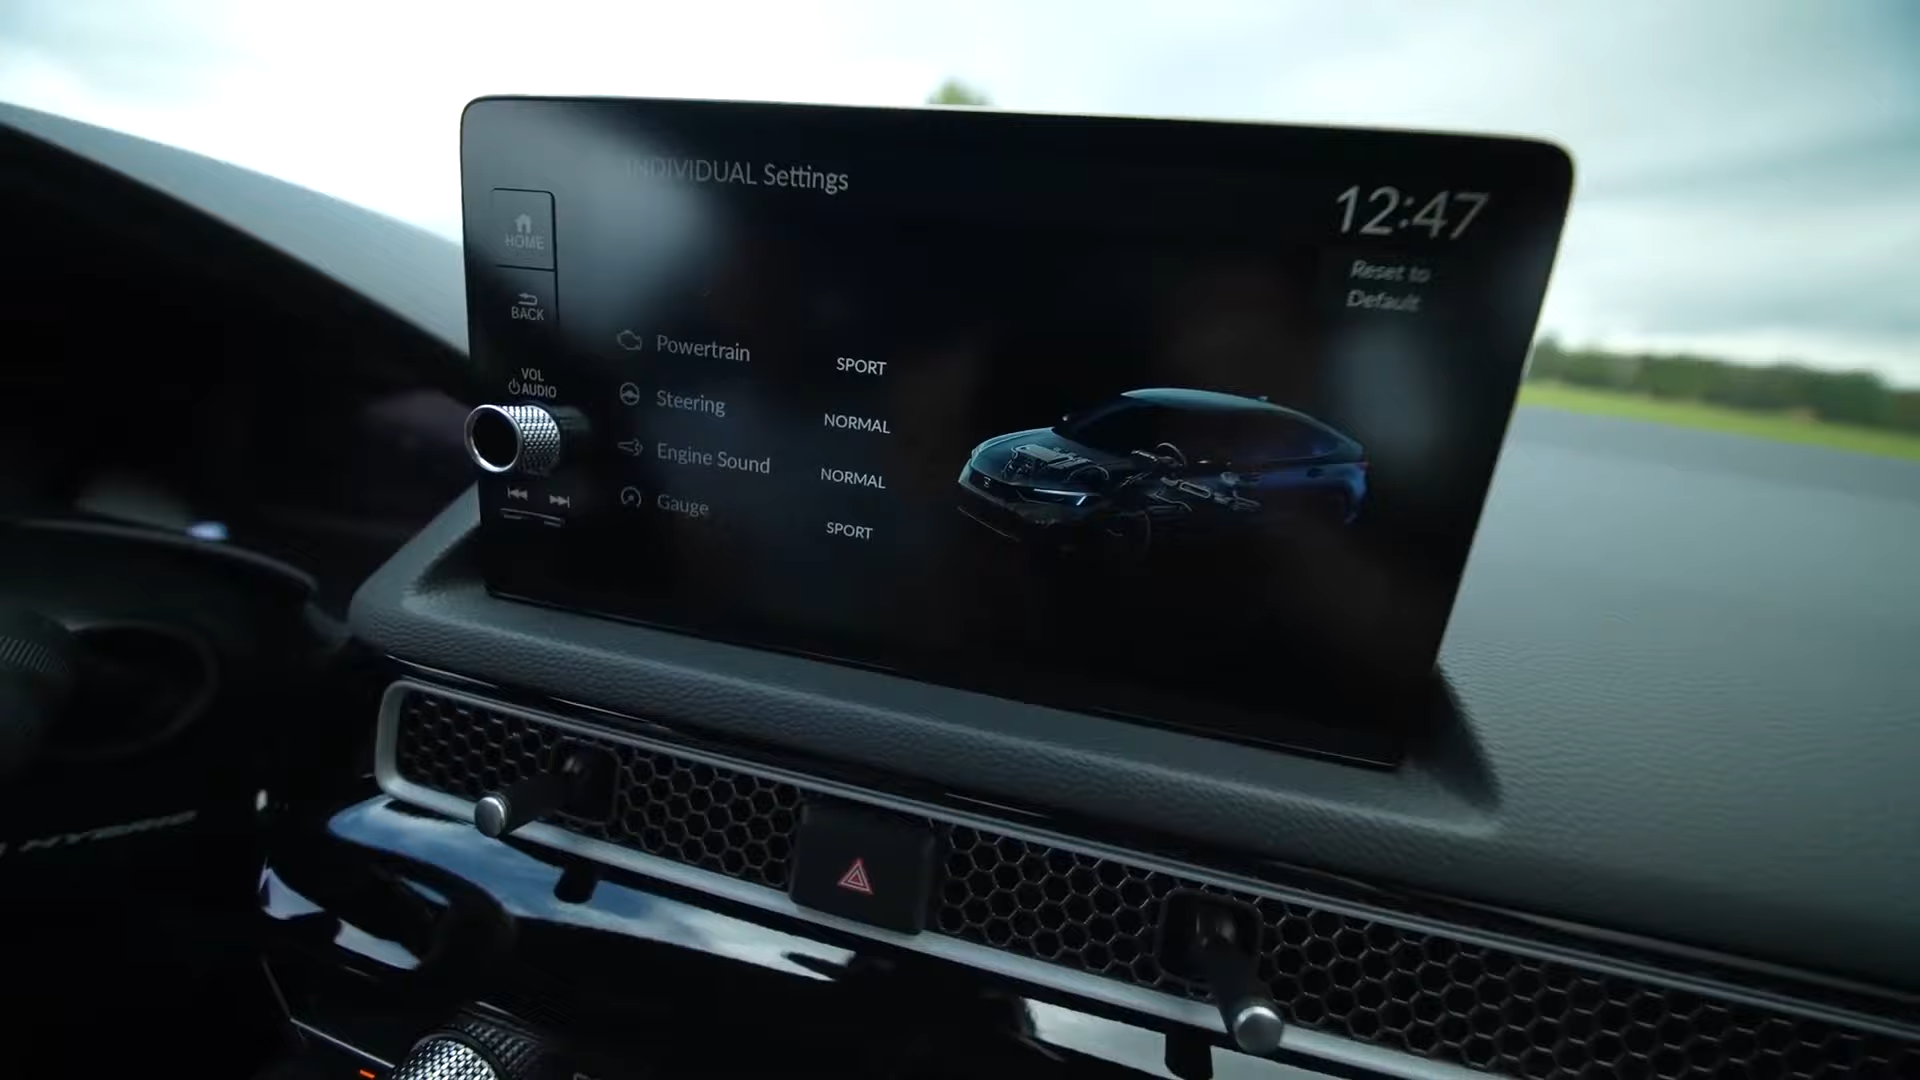 INDIVIDUAL Settings
12:47
HOME
Reset to
Default
BACK
VOL
AUDIO
Powertrain SPORT
Steering NORMAL
Engine Sound NORMAL
Gauge SPORT